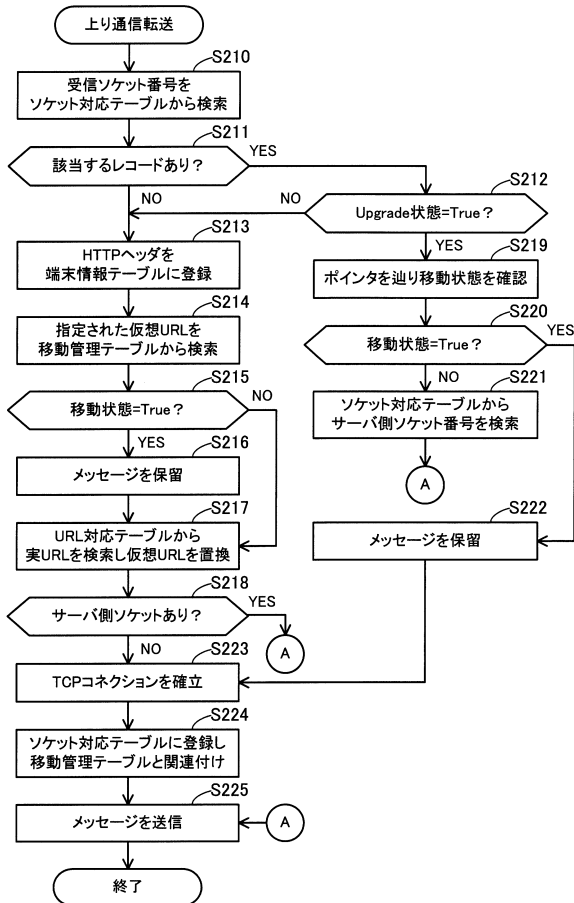 上り通信転送
S210
受信ソケット番号を
ソケット対応テーブルから検索
S211
該当するレコードあり？
YES
NO
S212
Upgrade状態=True？
NO
YES
S213
HTTPヘッダを
端末情報テーブルに登録
S219
ポインタを辿り移動状態を確認
S214
指定された仮想URLを
移動管理テーブルから検索
S220
移動状態=True？
YES
NO
S215
移動状態=True？
NO
YES
S221
ソケット対応テーブルから
サーバ側ソケット番号を検索
A
S216
メッセージを保留
S217
URL対応テーブルから
実URLを検索し仮想URLを置換
S222
メッセージを保留
S218
サーバ側ソケットあり？
YES
A
NO
S223
TCPコネクションを確立
S224
ソケット対応テーブルに登録し
移動管理テーブルと関連付け
S225
メッセージを送信
A
終了